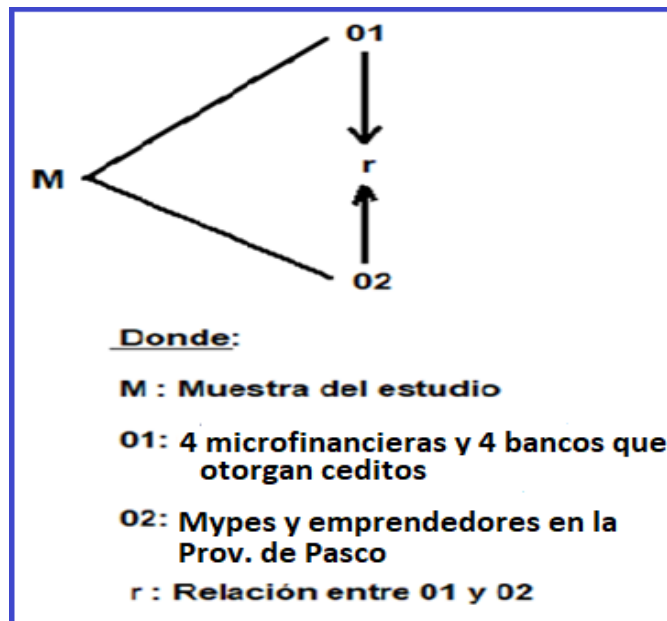 01
M
r
02
Donde:
M : Muestra del estudio
01: 4 microfinancieras y 4 bancos que
otorgan ceditos
02: Mypes y emprendedores en la
Prov. de Pasco
r : Relación entre 01 y 02